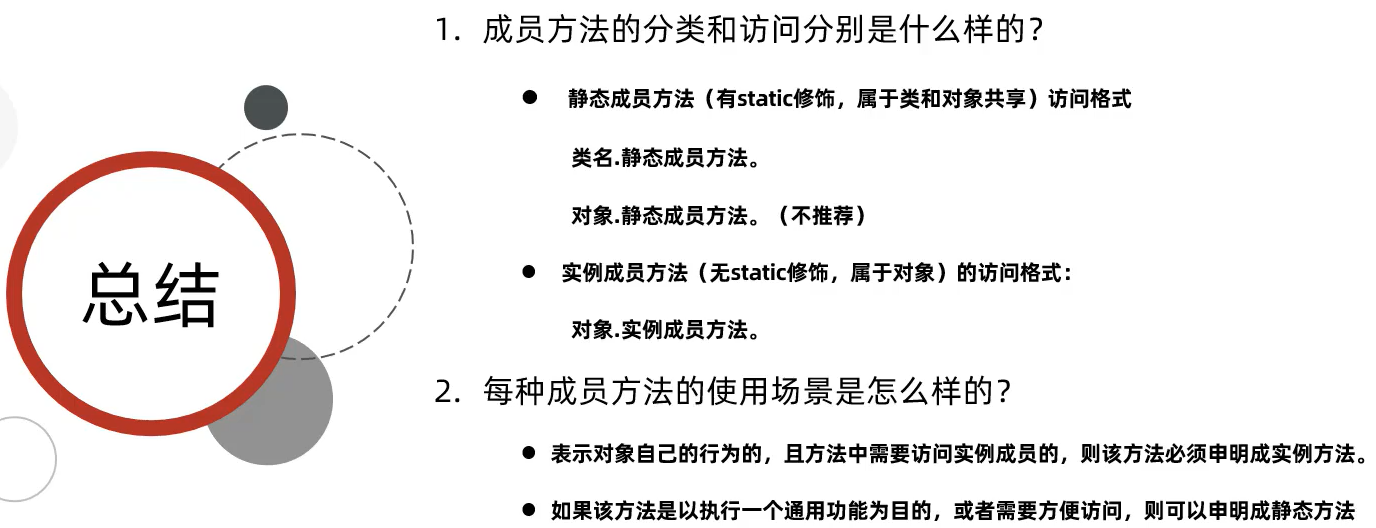 总结
1. 成员方法的分类和访问分别是什么样的？
● 静态成员方法（有static修饰，属于类和对象共享）访问格式
类名.静态成员方法。
对象.静态成员方法。（不推荐）
● 实例成员方法（无static修饰，属于对象）的访问格式：
对象.实例成员方法。
2. 每种成员方法的使用场景是怎么样的？
● 表示对象自己的行为的，且方法中需要访问实例成员的，则该方法必须申明成实例方法。
● 如果该方法是以执行一个通用功能为目的，或者需要方便访问，则可以申明成静态方法